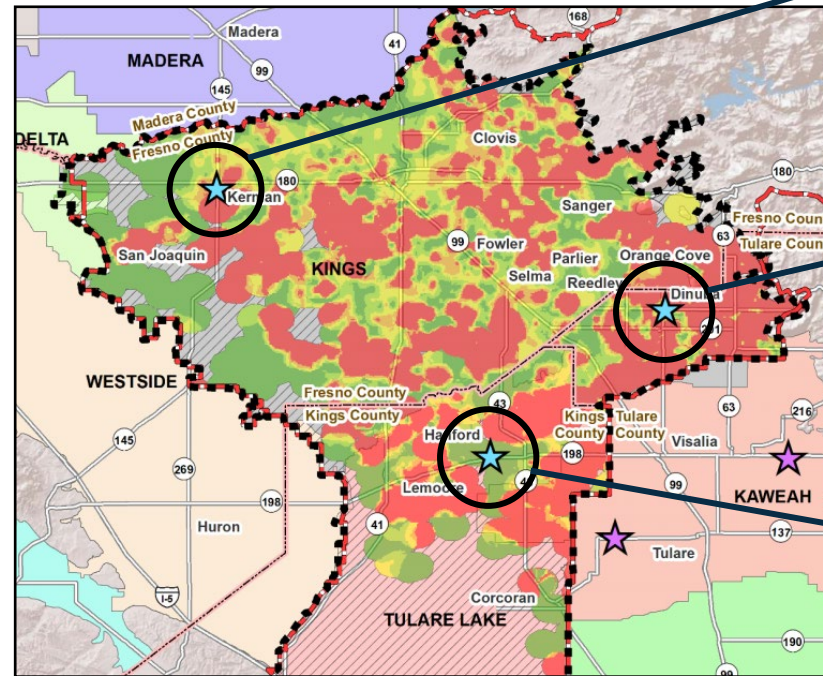 168
Madera
41
MADERA
99
145
Madera County
Fresno County
DELTA
Clovis
180
Kerman
180
Sanger
63
Fresno Coun
Tulare Coun
San Joaquin
99
Fowler
Parlier
Orange Cove
KINGS
Selma
Reedley
Dinuba
201
WESTSIDE
Fresno County
Kings County
43
Kings County
Tulare County
63
216
145
Hanford
198
Visalia
269
Lemoore
99
KAWEAH
198
41
137
Huron
Tulare
I-5
Corcoran
TULARE LAKE
190
99